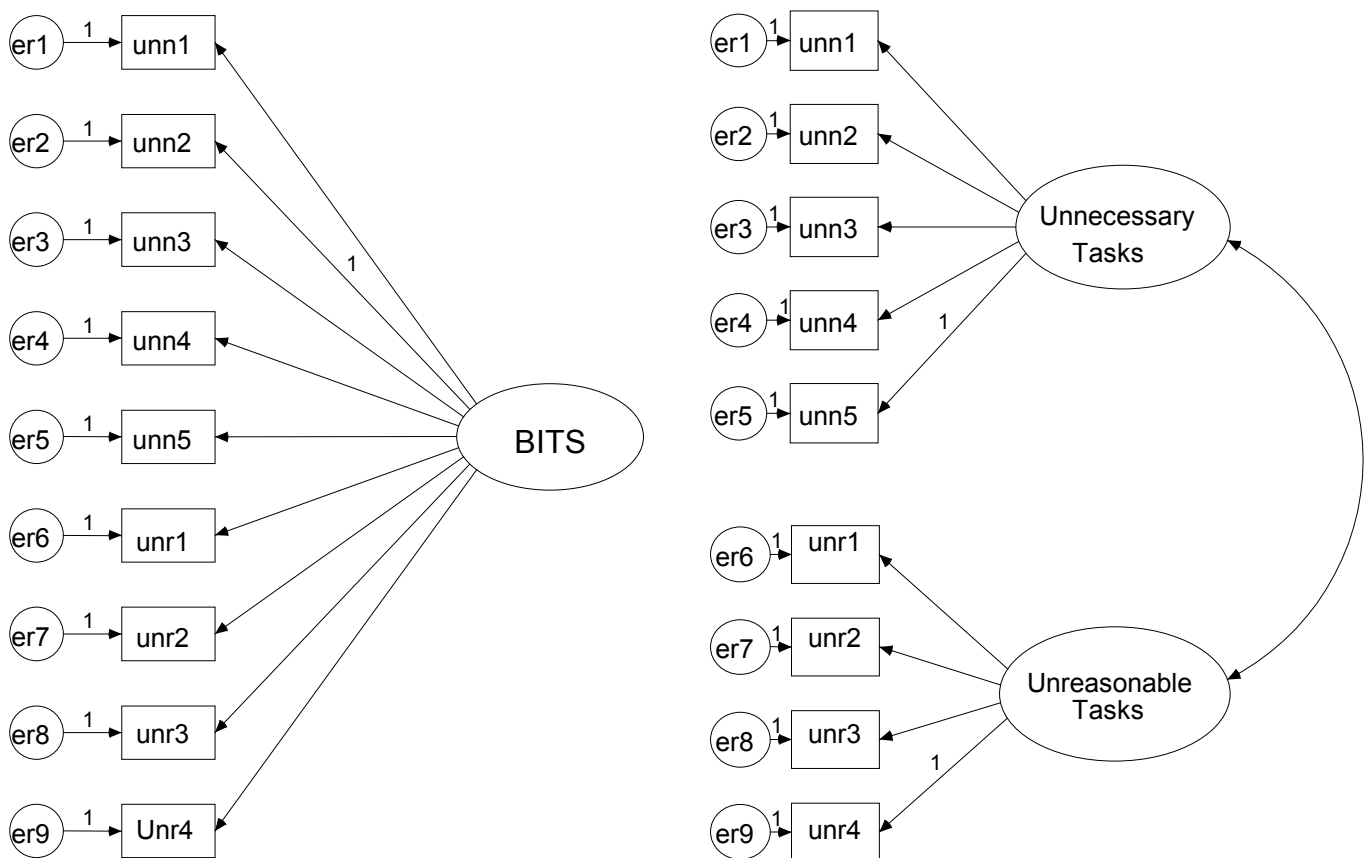 er1 1 unn1
er2 1 unn2
er3 1 unn3
1
er4 1 unn4
er5 1 unn5
BITS
er6 1 unr1
er7 1 unr2
er8 1 unr3
er9 1 Unr4
er1 1 unn1
er2 1 unn2
er3 1 unn3
er4 1 unn4
1
er5 1 unn5
Unnecessary
Tasks
er6 1 unr1
er7 1 unr2
er8 1 unr3
1
er9 1 unr4
Unreasonable
Tasks